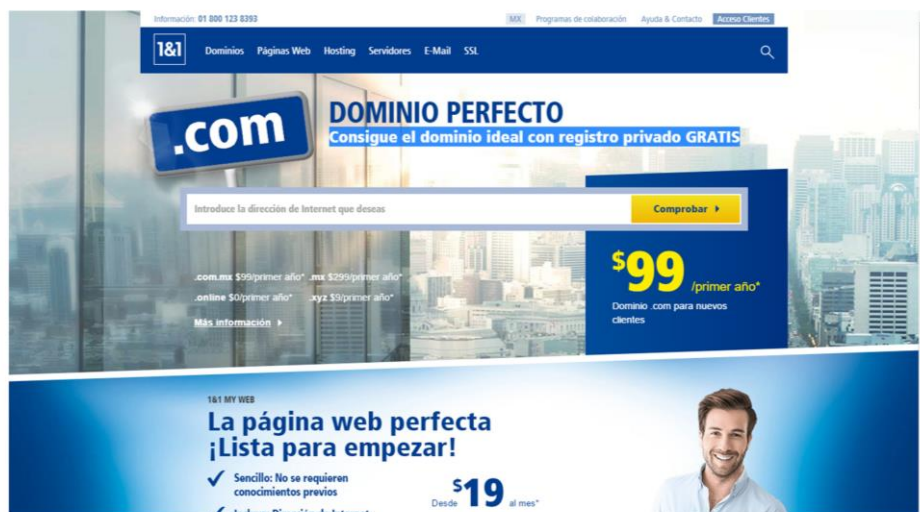 Información: 01 800 123 8393
MX Programas de colaboración Ayuda & Contacto Acceso Clientes
1&1 Dominios Páginas Web Hosting Servidores E-Mail SSL
.com
DOMINIO PERFECTO
Consigue el dominio ideal con registro privado GRATIS
Introduce la dirección de Internet que deseas
Comprobar
.com.mx $99/primer año* .mx $299/primer año*
.online $0/primer año* .xyz $9/primer año*
Más información
$99 /primer año*
Dominio .com para nuevos
clientes
1&1 MY WEB
La página web perfecta
¡Lista para empezar!
Sencillo: No se requieren
conocimientos previos
Desde $19 al mes*